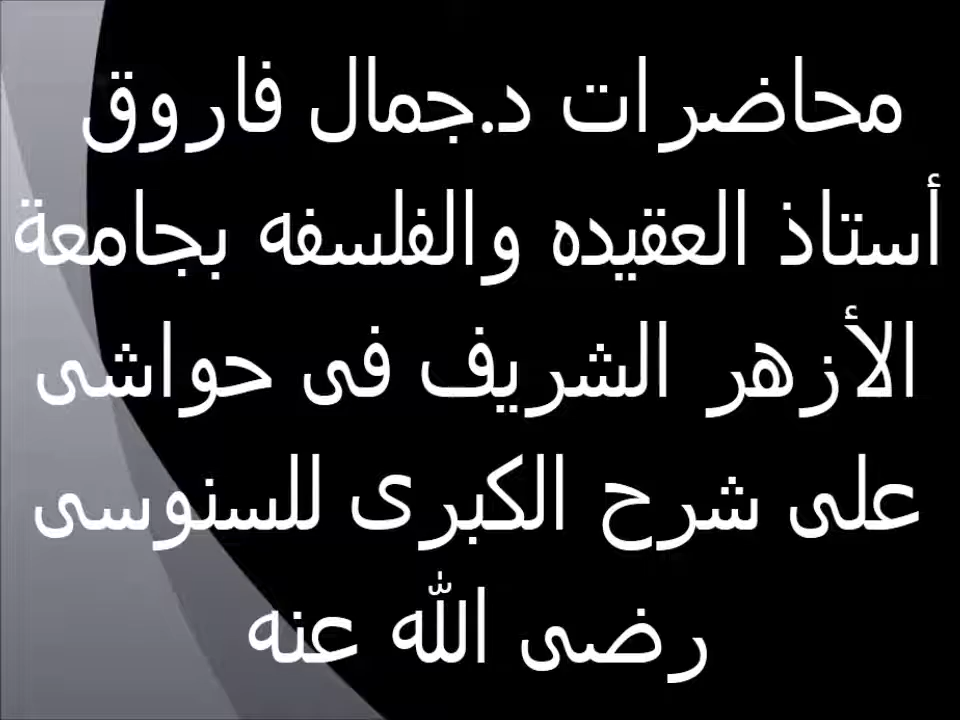 محاضرات د.جمال فاروق
أستاذ العقيده والفلسفه بجامعة
الأزهر الشريف فى حواشى
على شرح الكبرى للسنوسى
رضى الله عنه